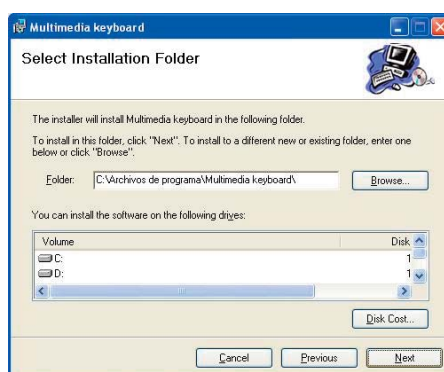 Multimedia keyboard
Select Installation Folder
The installer will install Multimedia keyboard in the following folder.
To install in this folder, click "Next". To install to a different new or existing folder, enter one
below or click "Browse".
Folder: C:\Archivos de programa\Multimedia keyboard\ Browse...
You can install the software on the following drives:
Volume Disk
C: 1
D: 1
Disk Cost...
Cancel Previous Next